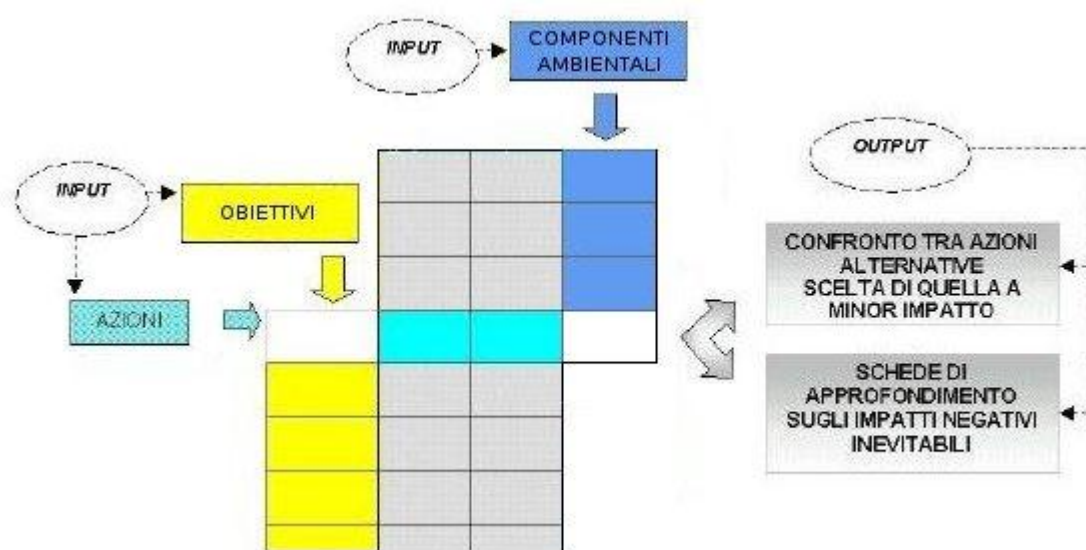 INPUT
COMPONENTI
AMBIENTALI
OUTPUT
INPUT
OBIETTIVI
CONFRONTO TRA AZIONI
ALTERNATIVE
SCELTA DI QUELLA A
MINOR IMPATTO
AZIONI
SCHEDE DI
APPROFONDIMENTO
SUGLI IMPATTI NEGATIVI
INEVITABILI